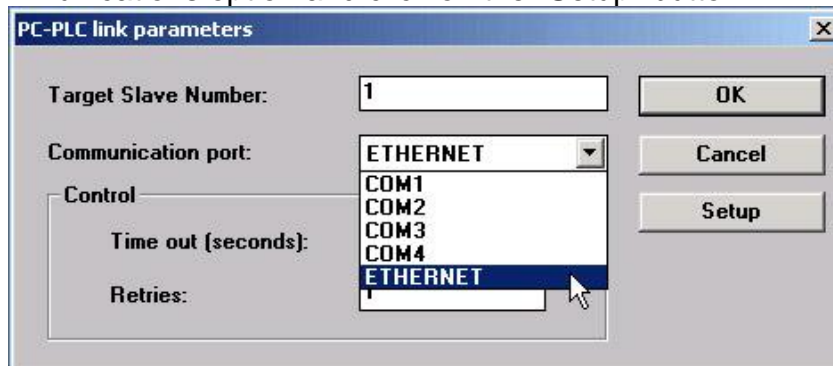 PC-PLC link parameters
Target Slave Number:
1
OK
Communication port:
ETHERNET
Cancel
COM1
COM2
COM3
COM4
ETHERNET
Control
Setup
Time out (seconds):
Retries: